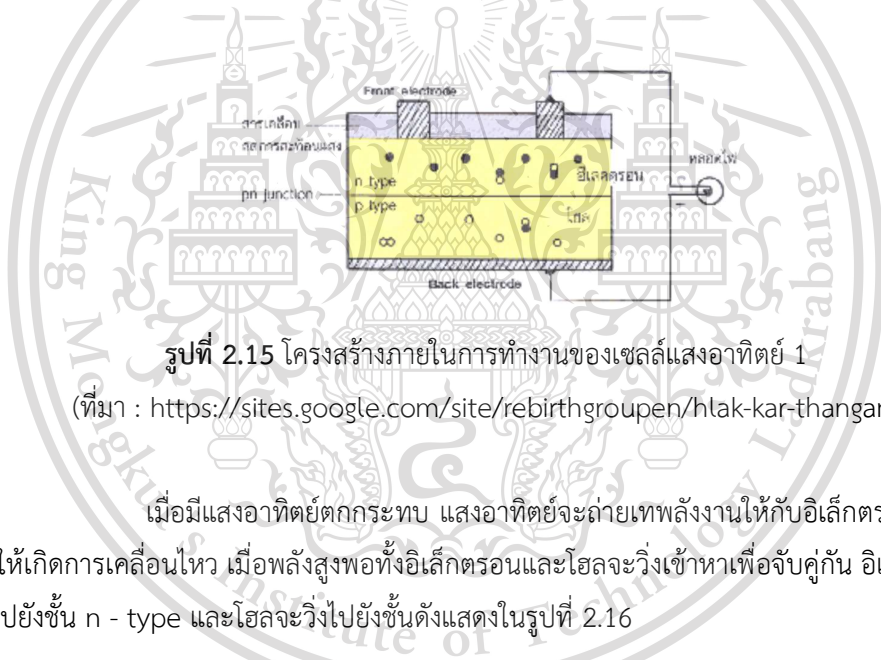 Front electrode
สารเคลือบ
ลดการสะท้อนแสง
หลอดไฟ
n type
อิเลคตรอน
pn junction
p type
โฮล
Back electrode
รูปที่ 2.15 โครงสร้างภายในการทำงานของเซลล์แสงอาทิตย์ 1
(ที่มา : https://sites.google.com/site/rebirthgroupen/hlak-kar-thangan
เมื่อมีแสงอาทิตย์ตกกระทบ แสงอาทิตย์จะถ่ายเทพลังงานให้กับอิเล็กตร
ให้เกิดการเคลื่อนไหว เมื่อพลังสูงพอทั้งอิเล็กตรอนและโฮลจะวิ่งเข้าหาเพื่อจับคู่กัน อิเ
ปยังชั้น n - type และโฮลจะวิ่งไปยังชั้นดังแสดงในรูปที่ 2.16
King Mongkut's Institute of Technology Ladkrabang